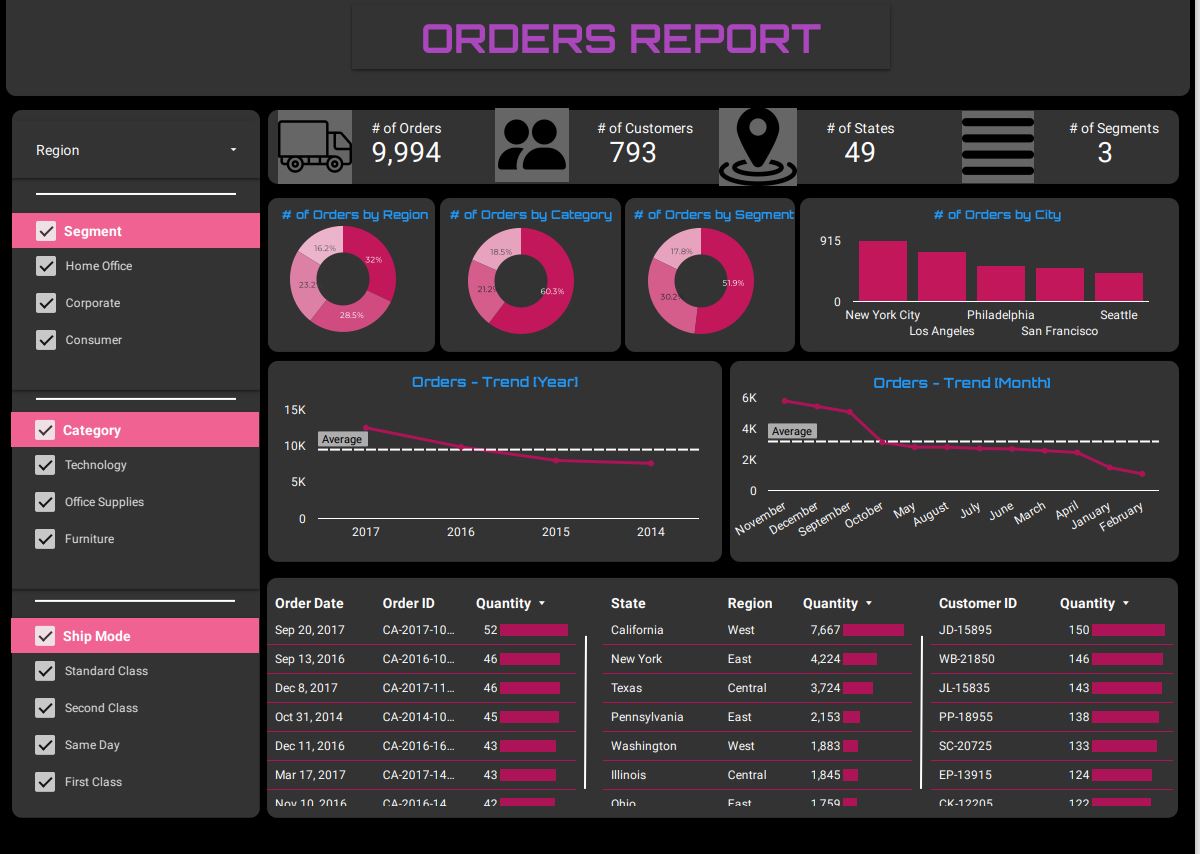 ORDERS REPORT
Region
Segment
Home Office
Corporate
Consumer
Category
Technology
Office Supplies
Furniture
Ship Mode
Standard Class
Second Class
Same Day
First Class
# of Orders
9,994
# of Customers
793
# of States
49
# of Segments
3
# of Orders by Region
16.2%
32%
23.2
28.5%
# of Orders by Category
18.5%
21.2%
60.3%
# of Orders by Segment
17.8%
30.2
51.9%
# of Orders by City
915
0
New York City
Los Angeles
Philadelphia
San Francisco
Seattle
Orders - Trend [Year]
15K
10K
5K
0
Average
2017 2016 2015 2014
Orders - Trend [Month]
6K
4K
2K
0
Average
November December September October May August July June March April January February
Order Date Order ID Quantity
Sep 20, 2017 CA-2017-10... 52
Sep 13, 2016 CA-2016-10... 46
Dec 8, 2017 CA-2017-11... 46
Oct 31, 2014 CA-2014-10... 45
Dec 11, 2016 CA-2016-16... 43
Mar 17, 2017 CA-2017-14... 43
Nov 10, 2016 CA-2016-14 42
State Region Quantity
California West 7,667
New York East 4,224
Texas Central 3,724
Pennsylvania East 2,153
Washington West 1,883
Illinois Central 1,845
Ohio East 1,759
Customer ID Quantity
JD-15895 150
WB-21850 146
JL-15835 143
PP-18955 138
SC-20725 133
EP-13915 124
CK-12205 122